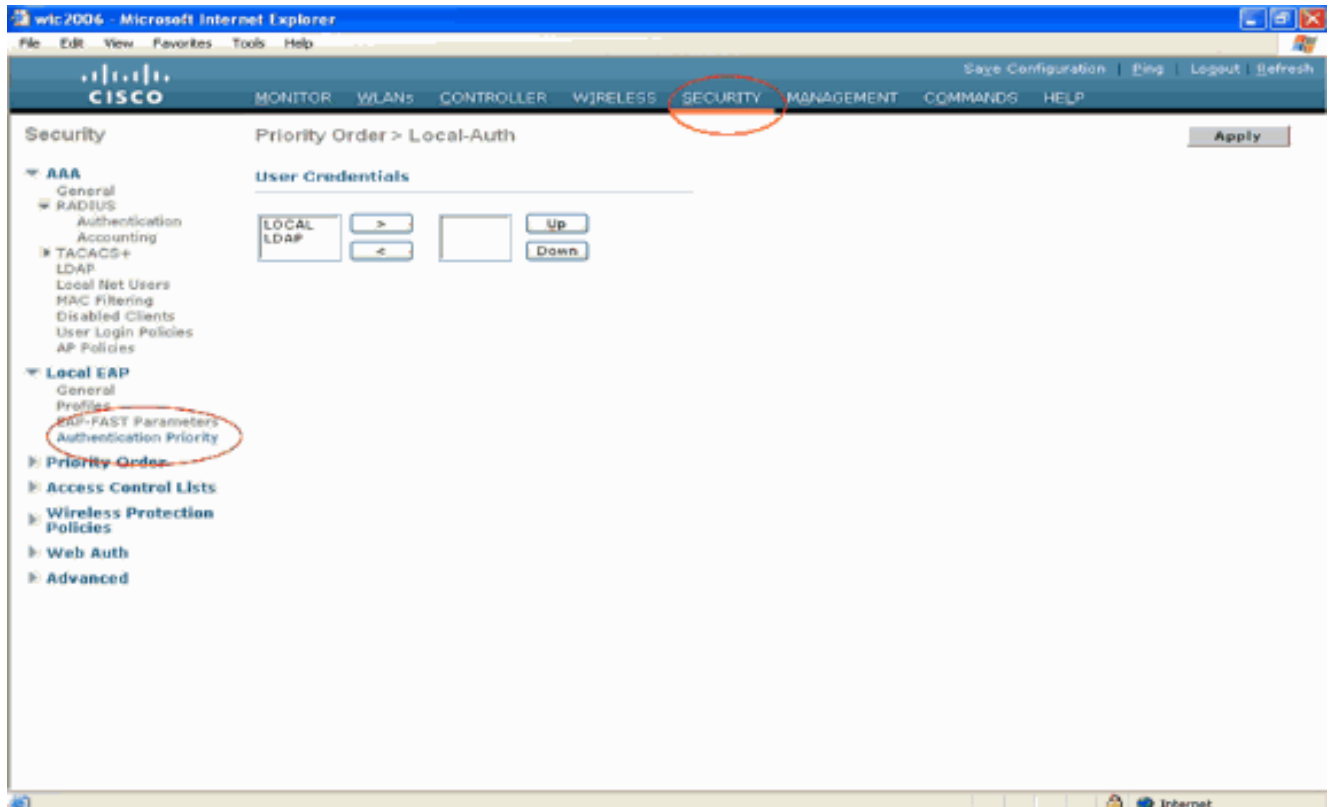 wlc2006 - Microsoft Internet Explorer
File Edit View Favorites Tools Help
Save Configuration | Ping | Logout | Refresh
CISCO
MONITOR WLANs CONTROLLER WIRELESS SECURITY MANAGEMENT COMMANDS HELP
Security
AAA
General
RADIUS
Authentication
Accounting
TACACS+
LDAP
Local Net Users
MAC Filtering
Disabled Clients
User Login Policies
AP Policies
Local EAP
General
Profiles
EAP-FAST Parameters
Authentication Priority
Priority Order
Access Control Lists
Wireless Protection
Policies
Web Auth
Advanced
Priority Order > Local-Auth
Apply
User Credentials
LOCAL
LDAP
>
<
Up
Down
Internet